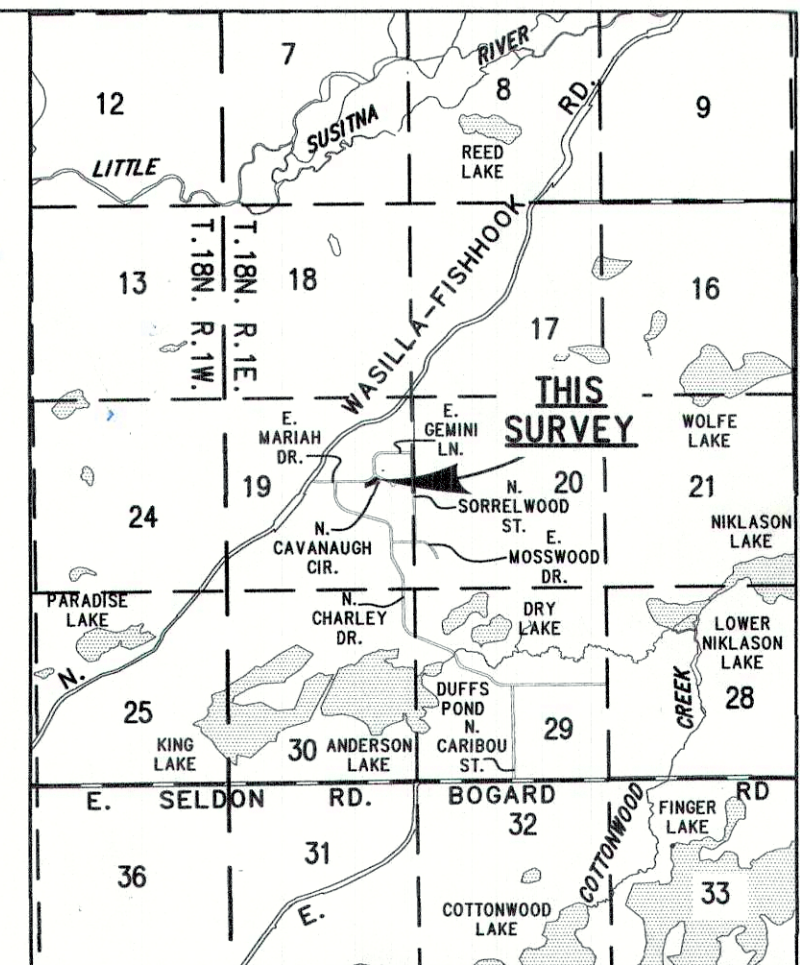 7
RIVER
8
12
RD.
9
SUSITNA
LITTLE
REED
LAKE
T. 18N. R.1W.
T. 18N. R.1E.
13
18
WASILLA-FISHHOOK
16
17
THIS
SURVEY
E.
MARIAH
DR.
E.
GEMINI
LN.
WOLFE
LAKE
19
20
21
24
N.
SORRELWOOD
ST.
NIKLASON
LAKE
N.
CAVANAUGH
CIR.
E.
MOSSWOOD
DR.
PARADISE
LAKE
N.
CHARLEY
DR.
DRY
LAKE
LOWER
NIKLASON
LAKE
N.
25
KING
LAKE
30
ANDERSON
LAKE
DUFFS
POND
N.
CARIBOU
ST.
29
CREEK
28
E. SELDON RD. BOGARD RD
32
FINGER
LAKE
COTTONWOOD
31
36
33
E.
COTTONWOOD
LAKE